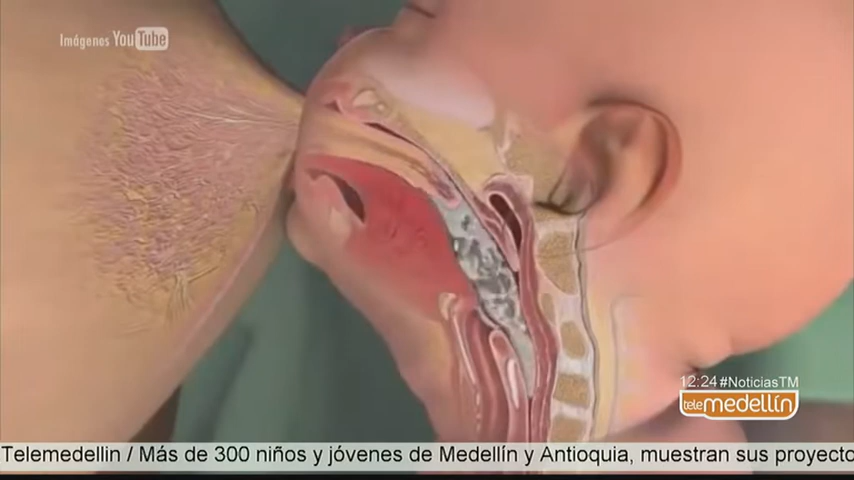 Imágenes YouTube
12:24 #NoticiasTM
telemedellín
Telemedellin / Más de 300 niños y jóvenes de Medellín y Antioquia, muestran sus proyecto